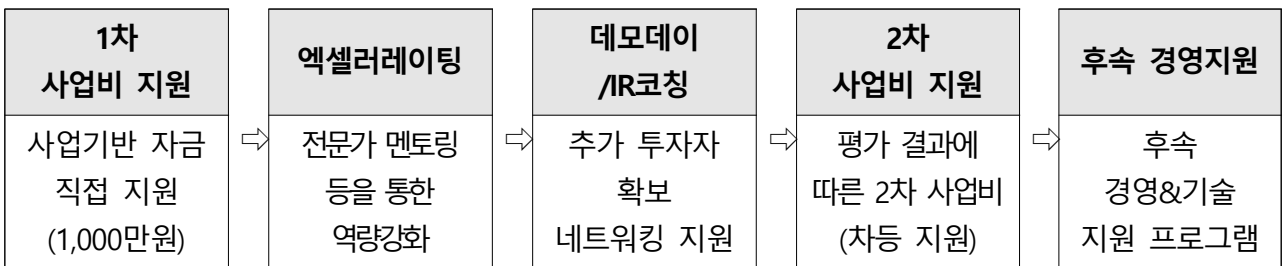 1차
사업비 지원
사업기반 자금
직접 지원
(1,000만원)
⇨
엑셀러레이팅
전문가 멘토링
등을 통한
역량강화
⇨
데모데이
/IR코칭
추가 투자자
확보
네트워킹 지원
⇨
2차
사업비 지원
평가 결과에
따른 2차 사업비
(차등 지원)
⇨
후속 경영지원
후속
경영&기술
지원 프로그램